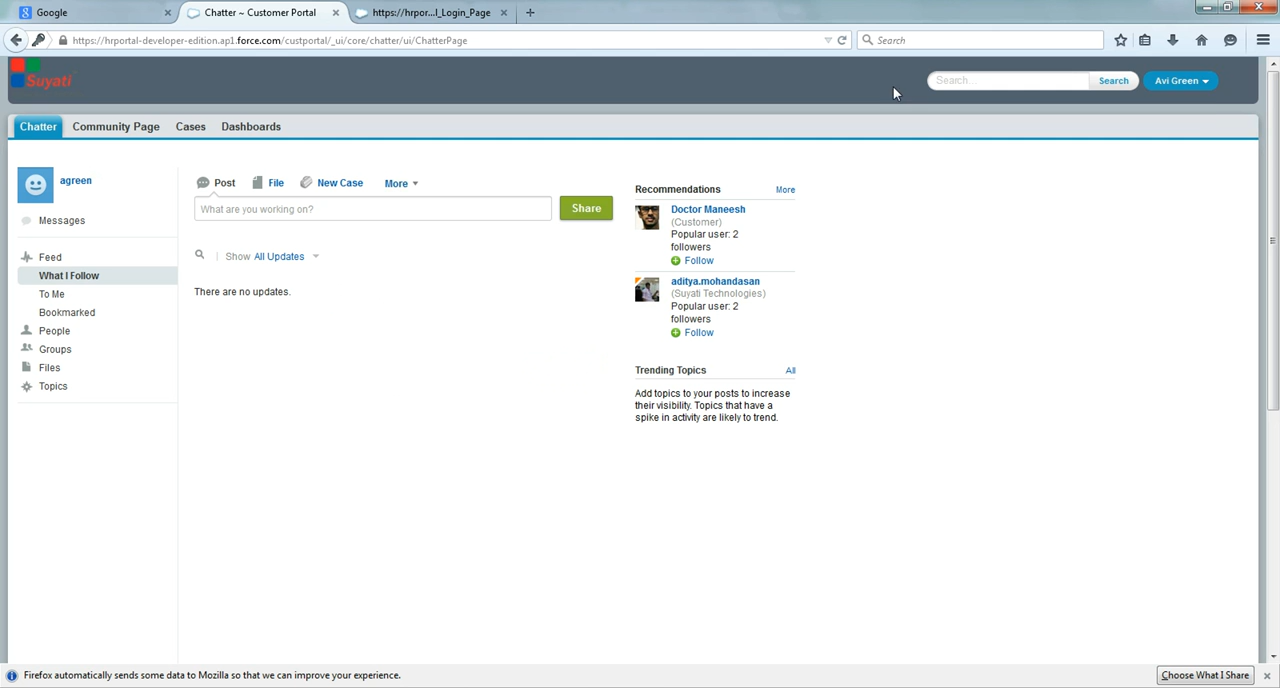 Google
Chatter ~ Customer Portal
https://hrpor...l_Login_Page
https://hrportal-developer-edition.ap1.force.com/custportal/_ui/core/chatter/ui/ChatterPage
Search
Suyati
Search...
Search
Avi Green
Chatter
Community Page
Cases
Dashboards
agreen
Messages
Feed
What I Follow
To Me
Bookmarked
People
Groups
Files
Topics
Post
File
New Case
More
What are you working on?
Share
Show All Updates
There are no updates.
Recommendations
More
Doctor Maneesh
(Customer)
Popular user: 2
followers
Follow
aditya.mohandasan
(Suyati Technologies)
Popular user: 2
followers
Follow
Trending Topics
All
Add topics to your posts to increase
their visibility. Topics that have a
spike in activity are likely to trend.
Firefox automatically sends some data to Mozilla so that we can improve your experience.
Choose What I Share